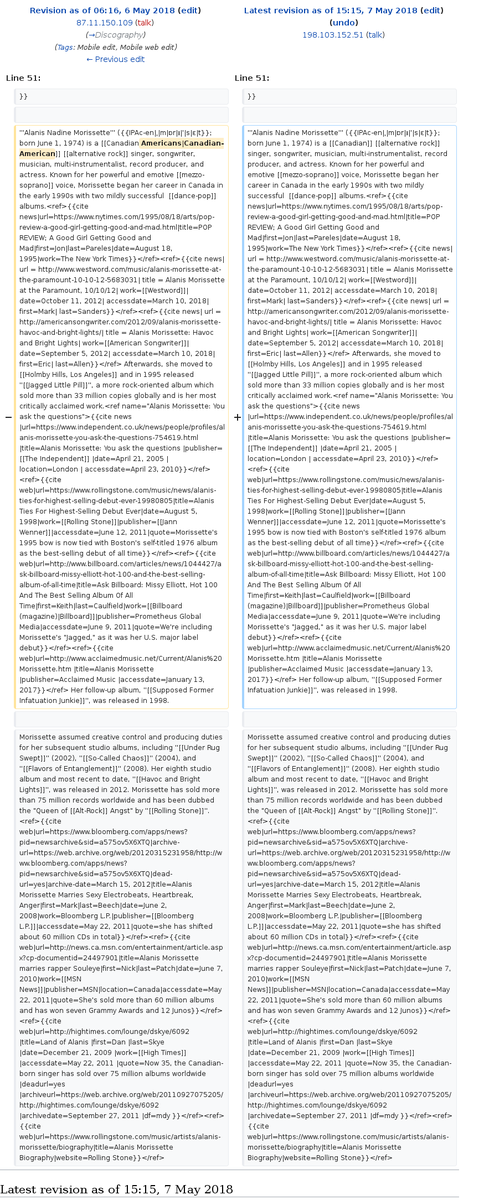 Revision as of 06:16, 6 May 2018 (edit)
87.11.150.109 (talk)
(→Discography)
(Tags: Mobile edit, Mobile web edit)
← Previous edit
Latest revision as of 15:15, 7 May 2018 (edit)
(undo)
198.103.152.51 (talk)
Line 51:
Line 51:
}}
}}
−
'''Alanis Nadine Morissette''' ({{IPAc-en|,|m|ɒr|ᵻ|ˈ|s|ɛ|t}};
born June 1, 1974) is a [[Canadian Americans|Canadian-
American]] [[alternative rock]] singer, songwriter,
musician, multi-instrumentalist, record producer, and
actress. Known for her powerful and emotive [[mezzo-
soprano]] voice, Morissette began her career in Canada in
the early 1990s with two mildly successful  [[dance-pop]]
albums.<ref>{{cite
news|url=https://www.nytimes.com/1995/08/18/arts/pop-
review-a-good-girl-getting-good-and-mad.html|title=POP
REVIEW; A Good Girl Getting Good and
Mad|first=Jon|last=Pareles|date=August 18,
1995|work=The New York Times}}</ref><ref>{{cite news|
url = http://www.westword.com/music/alanis-morissette-at-
the-paramount-10-10-12-5683031| title = Alanis Morissette
at the Paramount, 10/10/12| work=[[Westword]]|
date=October 11, 2012| accessdate=March 10, 2018|
first=Mark| last=Sanders}}</ref><ref>{{cite news| url =
http://americansongwriter.com/2012/09/alanis-morissette-
havoc-and-bright-lights/| title = Alanis Morissette: Havoc
and Bright Lights| work=[[American Songwriter]]|
date=September 5, 2012| accessdate=March 10, 2018|
first=Eric| last=Allen}}</ref> Afterwards, she moved to
[[Holmby Hills, Los Angeles]] and in 1995 released
''[[Jagged Little Pill]]'', a more rock-oriented album which
sold more than 33 million copies globally and is her most
critically acclaimed work.<ref name="Alanis Morissette: You
ask the questions">{{cite news
|url=https://www.independent.co.uk/news/people/profiles/al
anis-morissette-you-ask-the-questions-754619.html
|title=Alanis Morissette: You ask the questions |publisher=
[[The Independent]] |date=April 21, 2005 |
location=London | accessdate=April 23, 2010}}</ref>
<ref>{{cite
web|url=https://www.rollingstone.com/music/news/alanis-
ties-for-highest-selling-debut-ever-19980805|title=Alanis
Ties For Highest-Selling Debut Ever|date=August 5,
1998|work=[[Rolling Stone]]|publisher=[[Jann
Wenner]]|accessdate=June 12, 2011|quote=Morissette's
1995 bow is now tied with Boston's self-titled 1976 album
as the best-selling debut of all time}}</ref><ref>{{cite
web|url=http://www.billboard.com/articles/news/1044427/a
sk-billboard-missy-elliott-hot-100-and-the-best-selling-
album-of-all-time|title=Ask Billboard: Missy Elliott, Hot 100
And The Best Selling Album Of All
Time|first=Keith|last=Caulfield|work=[[Billboard
(magazine)|Billboard]]|publisher=Prometheus Global
Media|accessdate=June 9, 2011|quote=We're including
Morissette's "Jagged," as it was her U.S. major label
debut}}</ref><ref>{{cite
web|url=http://www.acclaimedmusic.net/Current/Alanis%20
Morissette.htm |title=Alanis Morissette
|publisher=Acclaimed Music |accessdate=January 13,
2017}}</ref> Her follow-up album, ''[[Supposed Former
Infatuation Junkie]]'', was released in 1998.
+
'''Alanis Nadine Morissette''' ({{IPAc-en|,|m|ɒr|ᵻ|ˈ|s|ɛ|t}};
born June 1, 1974) is a [[Canadian]] [[alternative rock]]
singer, songwriter, musician, multi-instrumentalist, record
producer, and actress. Known for her powerful and emotive
[[mezzo-soprano]] voice, Morissette began her career in
Canada in the early 1990s with two mildly successful
[[dance-pop]] albums.<ref>{{cite
news|url=https://www.nytimes.com/1995/08/18/arts/pop-
review-a-good-girl-getting-good-and-mad.html|title=POP
REVIEW; A Good Girl Getting Good and
Mad|first=Jon|last=Pareles|date=August 18,
1995|work=The New York Times}}</ref><ref>{{cite news|
url = http://www.westword.com/music/alanis-morissette-at-
the-paramount-10-10-12-5683031| title = Alanis Morissette
at the Paramount, 10/10/12| work=[[Westword]]|
date=October 11, 2012| accessdate=March 10, 2018|
first=Mark| last=Sanders}}</ref><ref>{{cite news| url =
http://americansongwriter.com/2012/09/alanis-morissette-
havoc-and-bright-lights/| title = Alanis Morissette: Havoc
and Bright Lights| work=[[American Songwriter]]|
date=September 5, 2012| accessdate=March 10, 2018|
first=Eric| last=Allen}}</ref> Afterwards, she moved to
[[Holmby Hills, Los Angeles]] and in 1995 released
''[[Jagged Little Pill]]'', a more rock-oriented album which
sold more than 33 million copies globally and is her most
critically acclaimed work.<ref name="Alanis Morissette: You
ask the questions">{{cite news
|url=https://www.independent.co.uk/news/people/profiles/al
anis-morissette-you-ask-the-questions-754619.html
|title=Alanis Morissette: You ask the questions |publisher=
[[The Independent]] |date=April 21, 2005 |
location=London | accessdate=April 23, 2010}}</ref>
<ref>{{cite
web|url=https://www.rollingstone.com/music/news/alanis-
ties-for-highest-selling-debut-ever-19980805|title=Alanis
Ties For Highest-Selling Debut Ever|date=August 5,
1998|work=[[Rolling Stone]]|publisher=[[Jann
Wenner]]|accessdate=June 12, 2011|quote=Morissette's
1995 bow is now tied with Boston's self-titled 1976 album
as the best-selling debut of all time}}</ref><ref>{{cite
web|url=http://www.billboard.com/articles/news/1044427/a
sk-billboard-missy-elliott-hot-100-and-the-best-selling-
album-of-all-time|title=Ask Billboard: Missy Elliott, Hot 100
And The Best Selling Album Of All
Time|first=Keith|last=Caulfield|work=[[Billboard
(magazine)|Billboard]]|publisher=Prometheus Global
Media|accessdate=June 9, 2011|quote=We're including
Morissette's "Jagged," as it was her U.S. major label
debut}}</ref><ref>{{cite
web|url=http://www.acclaimedmusic.net/Current/Alanis%20
Morissette.htm |title=Alanis Morissette
|publisher=Acclaimed Music |accessdate=January 13,
2017}}</ref> Her follow-up album, ''[[Supposed Former
Infatuation Junkie]]'', was released in 1998.
Morissette assumed creative control and producing duties
for her subsequent studio albums, including ''[[Under Rug
Swept]]'' (2002), ''[[So-Called Chaos]]'' (2004), and
''[[Flavors of Entanglement]]'' (2008). Her eighth studio
album and most recent to date, ''[[Havoc and Bright
Lights]]'', was released in 2012. Morissette has sold more
than 75 million records worldwide and has been dubbed
the "Queen of [[Alt-Rock]] Angst" by ''[[Rolling Stone]]''.
<ref>{{cite
web|url=https://www.bloomberg.com/apps/news?
pid=newsarchive&sid=a575ov5X6XTQ|archive-
url=https://web.archive.org/web/20120315231958/http://w
ww.bloomberg.com/apps/news?
pid=newsarchive&sid=a575ov5X6XTQ|dead-
url=yes|archive-date=March 15, 2012|title=Alanis
Morissette Marries Sexy Electrobeats, Heartbreak,
Anger|first=Mark|last=Beech|date=June 2,
2008|work=Bloomberg L.P.|publisher=[[Bloomberg
L.P.]]|accessdate=May 22, 2011|quote=she has shifted
about 60 million CDs in total}}</ref><ref>{{cite
web|url=http://news.ca.msn.com/entertainment/article.asp
x?cp-documentid=24497901|title=Alanis Morissette
marries rapper Souleye|first=Nick|last=Patch|date=June 7,
2010|work=[[MSN
News]]|publisher=MSN|location=Canada|accessdate=May
22, 2011|quote=She's sold more than 60 million albums
and has won seven Grammy Awards and 12 Junos}}</ref>
<ref>{{cite
web|url=http://hightimes.com/lounge/dskye/6092
|title=Land of Alanis |first=Dan |last=Skye
|date=December 21, 2009 |work=[[High Times]]
|accessdate=May 22, 2011 |quote=Now 35, the Canadian-
born singer has sold over 75 million albums worldwide
|deadurl=yes
|archiveurl=https://web.archive.org/web/20110927075205/
http://hightimes.com/lounge/dskye/6092
|archivedate=September 27, 2011 |df=mdy }}</ref><ref>
{{cite
web|url=https://www.rollingstone.com/music/artists/alanis-
morissette/biography|title=Alanis Morissette
Biography|website=Rolling Stone}}</ref>
Morissette assumed creative control and producing duties
for her subsequent studio albums, including ''[[Under Rug
Swept]]'' (2002), ''[[So-Called Chaos]]'' (2004), and
''[[Flavors of Entanglement]]'' (2008). Her eighth studio
album and most recent to date, ''[[Havoc and Bright
Lights]]'', was released in 2012. Morissette has sold more
than 75 million records worldwide and has been dubbed
the "Queen of [[Alt-Rock]] Angst" by ''[[Rolling Stone]]''.
<ref>{{cite
web|url=https://www.bloomberg.com/apps/news?
pid=newsarchive&sid=a575ov5X6XTQ|archive-
url=https://web.archive.org/web/20120315231958/http://w
ww.bloomberg.com/apps/news?
pid=newsarchive&sid=a575ov5X6XTQ|dead-
url=yes|archive-date=March 15, 2012|title=Alanis
Morissette Marries Sexy Electrobeats, Heartbreak,
Anger|first=Mark|last=Beech|date=June 2,
2008|work=Bloomberg L.P.|publisher=[[Bloomberg
L.P.]]|accessdate=May 22, 2011|quote=she has shifted
about 60 million CDs in total}}</ref><ref>{{cite
web|url=http://news.ca.msn.com/entertainment/article.asp
x?cp-documentid=24497901|title=Alanis Morissette
marries rapper Souleye|first=Nick|last=Patch|date=June 7,
2010|work=[[MSN
News]]|publisher=MSN|location=Canada|accessdate=May
22, 2011|quote=She's sold more than 60 million albums
and has won seven Grammy Awards and 12 Junos}}</ref>
<ref>{{cite
web|url=http://hightimes.com/lounge/dskye/6092
|title=Land of Alanis |first=Dan |last=Skye
|date=December 21, 2009 |work=[[High Times]]
|accessdate=May 22, 2011 |quote=Now 35, the Canadian-
born singer has sold over 75 million albums worldwide
|deadurl=yes
|archiveurl=https://web.archive.org/web/20110927075205/
http://hightimes.com/lounge/dskye/6092
|archivedate=September 27, 2011 |df=mdy }}</ref><ref>
{{cite
web|url=https://www.rollingstone.com/music/artists/alanis-
morissette/biography|title=Alanis Morissette
Biography|website=Rolling Stone}}</ref>
Latest revision as of 15:15, 7 May 2018